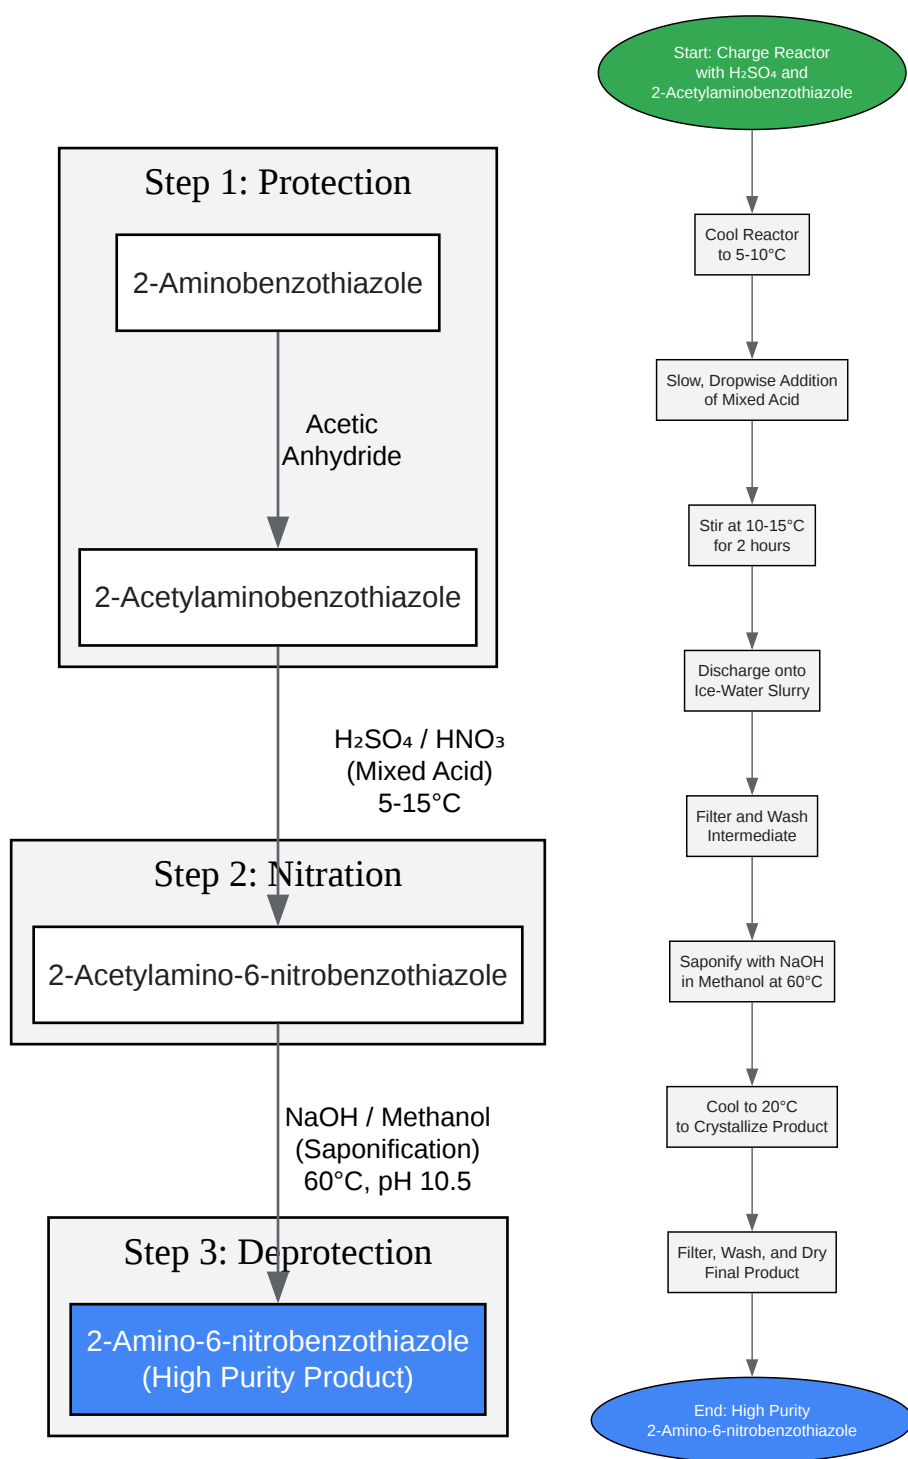 Step 1: Protection
2-Aminobenzothiazole
Acetic
Anhydride
2-Acetylaminobenzothiazole
H₂SO₄ / HNO₃
(Mixed Acid)
5-15°C
Step 2: Nitration
2-Acetylamino-6-nitrobenzothiazole
NaOH / Methanol
(Saponification)
60°C, pH 10.5
Step 3: Deprotection
2-Amino-6-nitrobenzothiazole
(High Purity Product)
Start: Charge Reactor
with H₂SO₄ and
2-Acetylaminobenzothiazole
Cool Reactor
to 5-10°C
Slow, Dropwise Addition
of Mixed Acid
Stir at 10-15°C
for 2 hours
Discharge onto
Ice-Water Slurry
Filter and Wash
Intermediate
Saponify with NaOH
in Methanol at 60°C
Cool to 20°C
to Crystallize Product
Filter, Wash, and Dry
Final Product
End: High Purity
2-Amino-6-nitrobenzothiazole